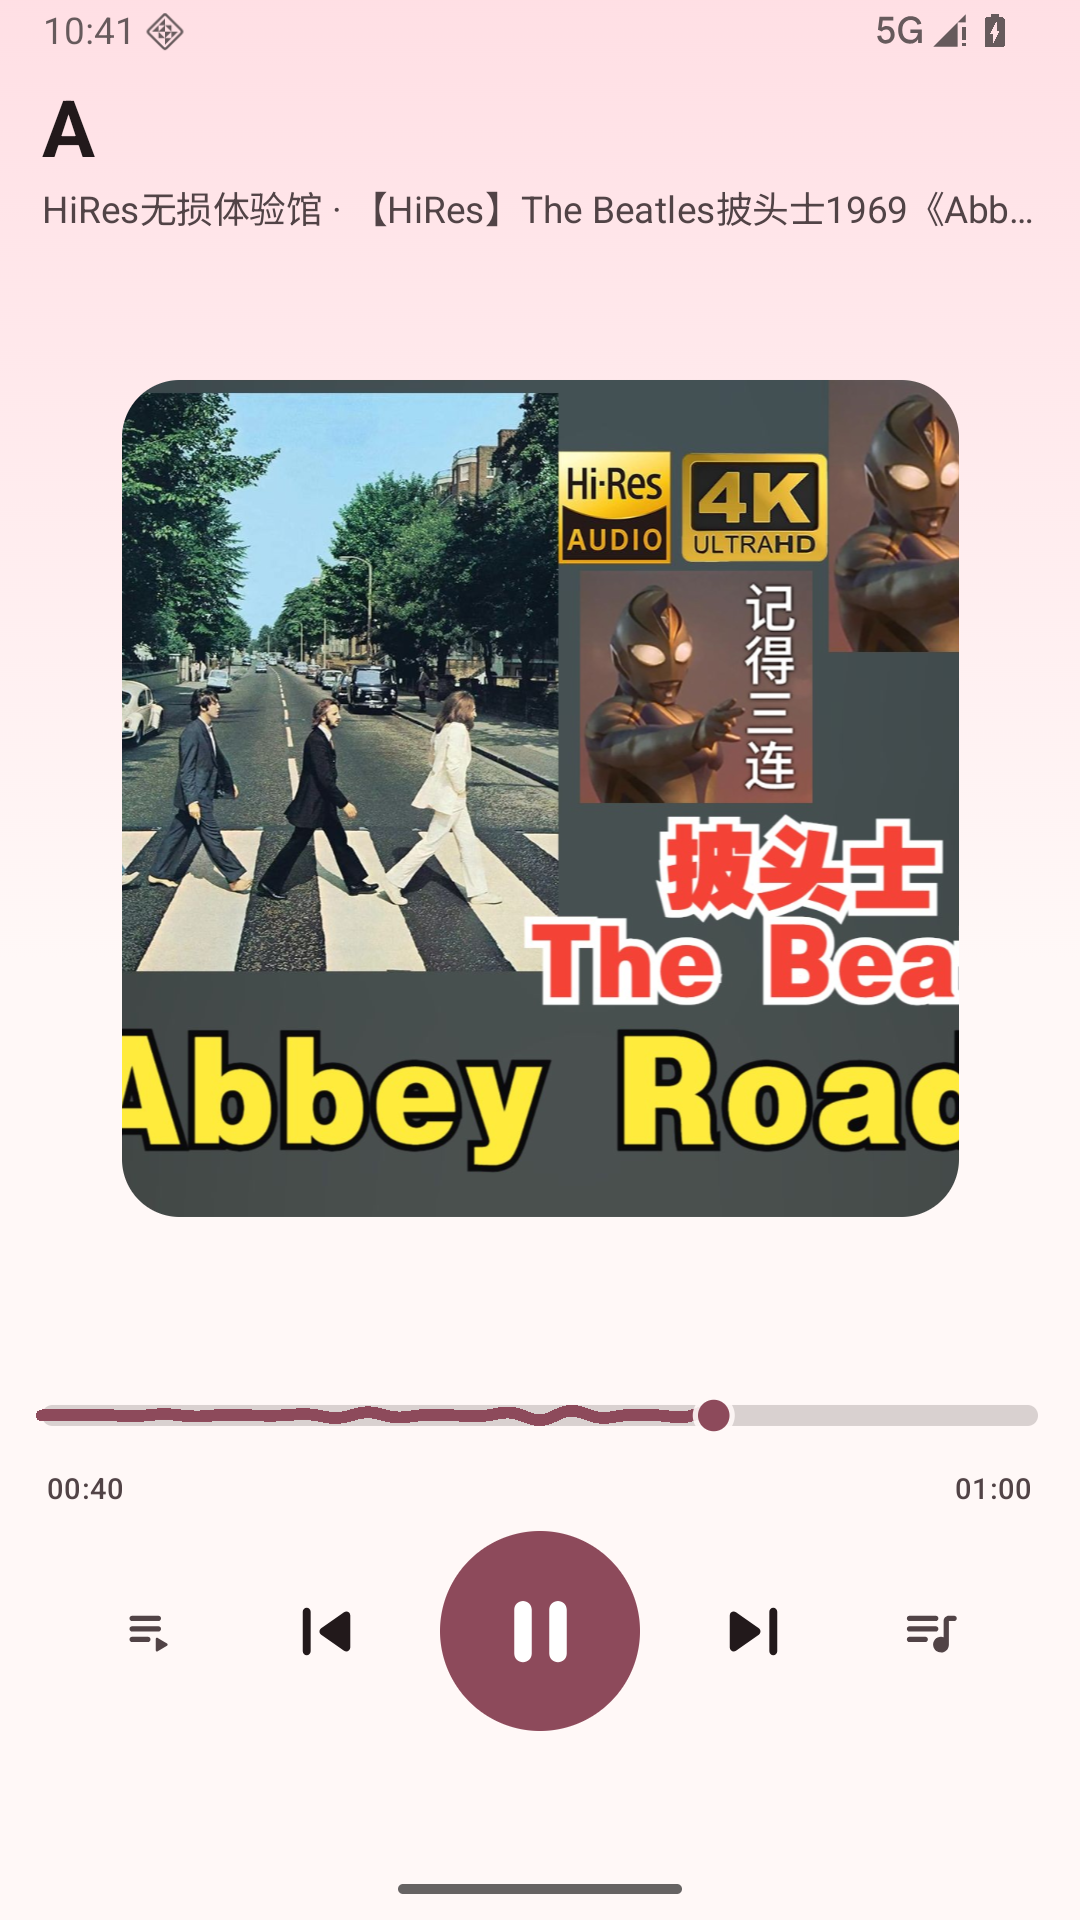 10:41 5G
A
HiRes无损体验馆 · 【HiRes】The Beatles披头士1969《Abb...
Hi-Res
AUDIO
4K
ULTRAHD
记得三连
披头士
The Bea
Abbey Road
00:40 01:00